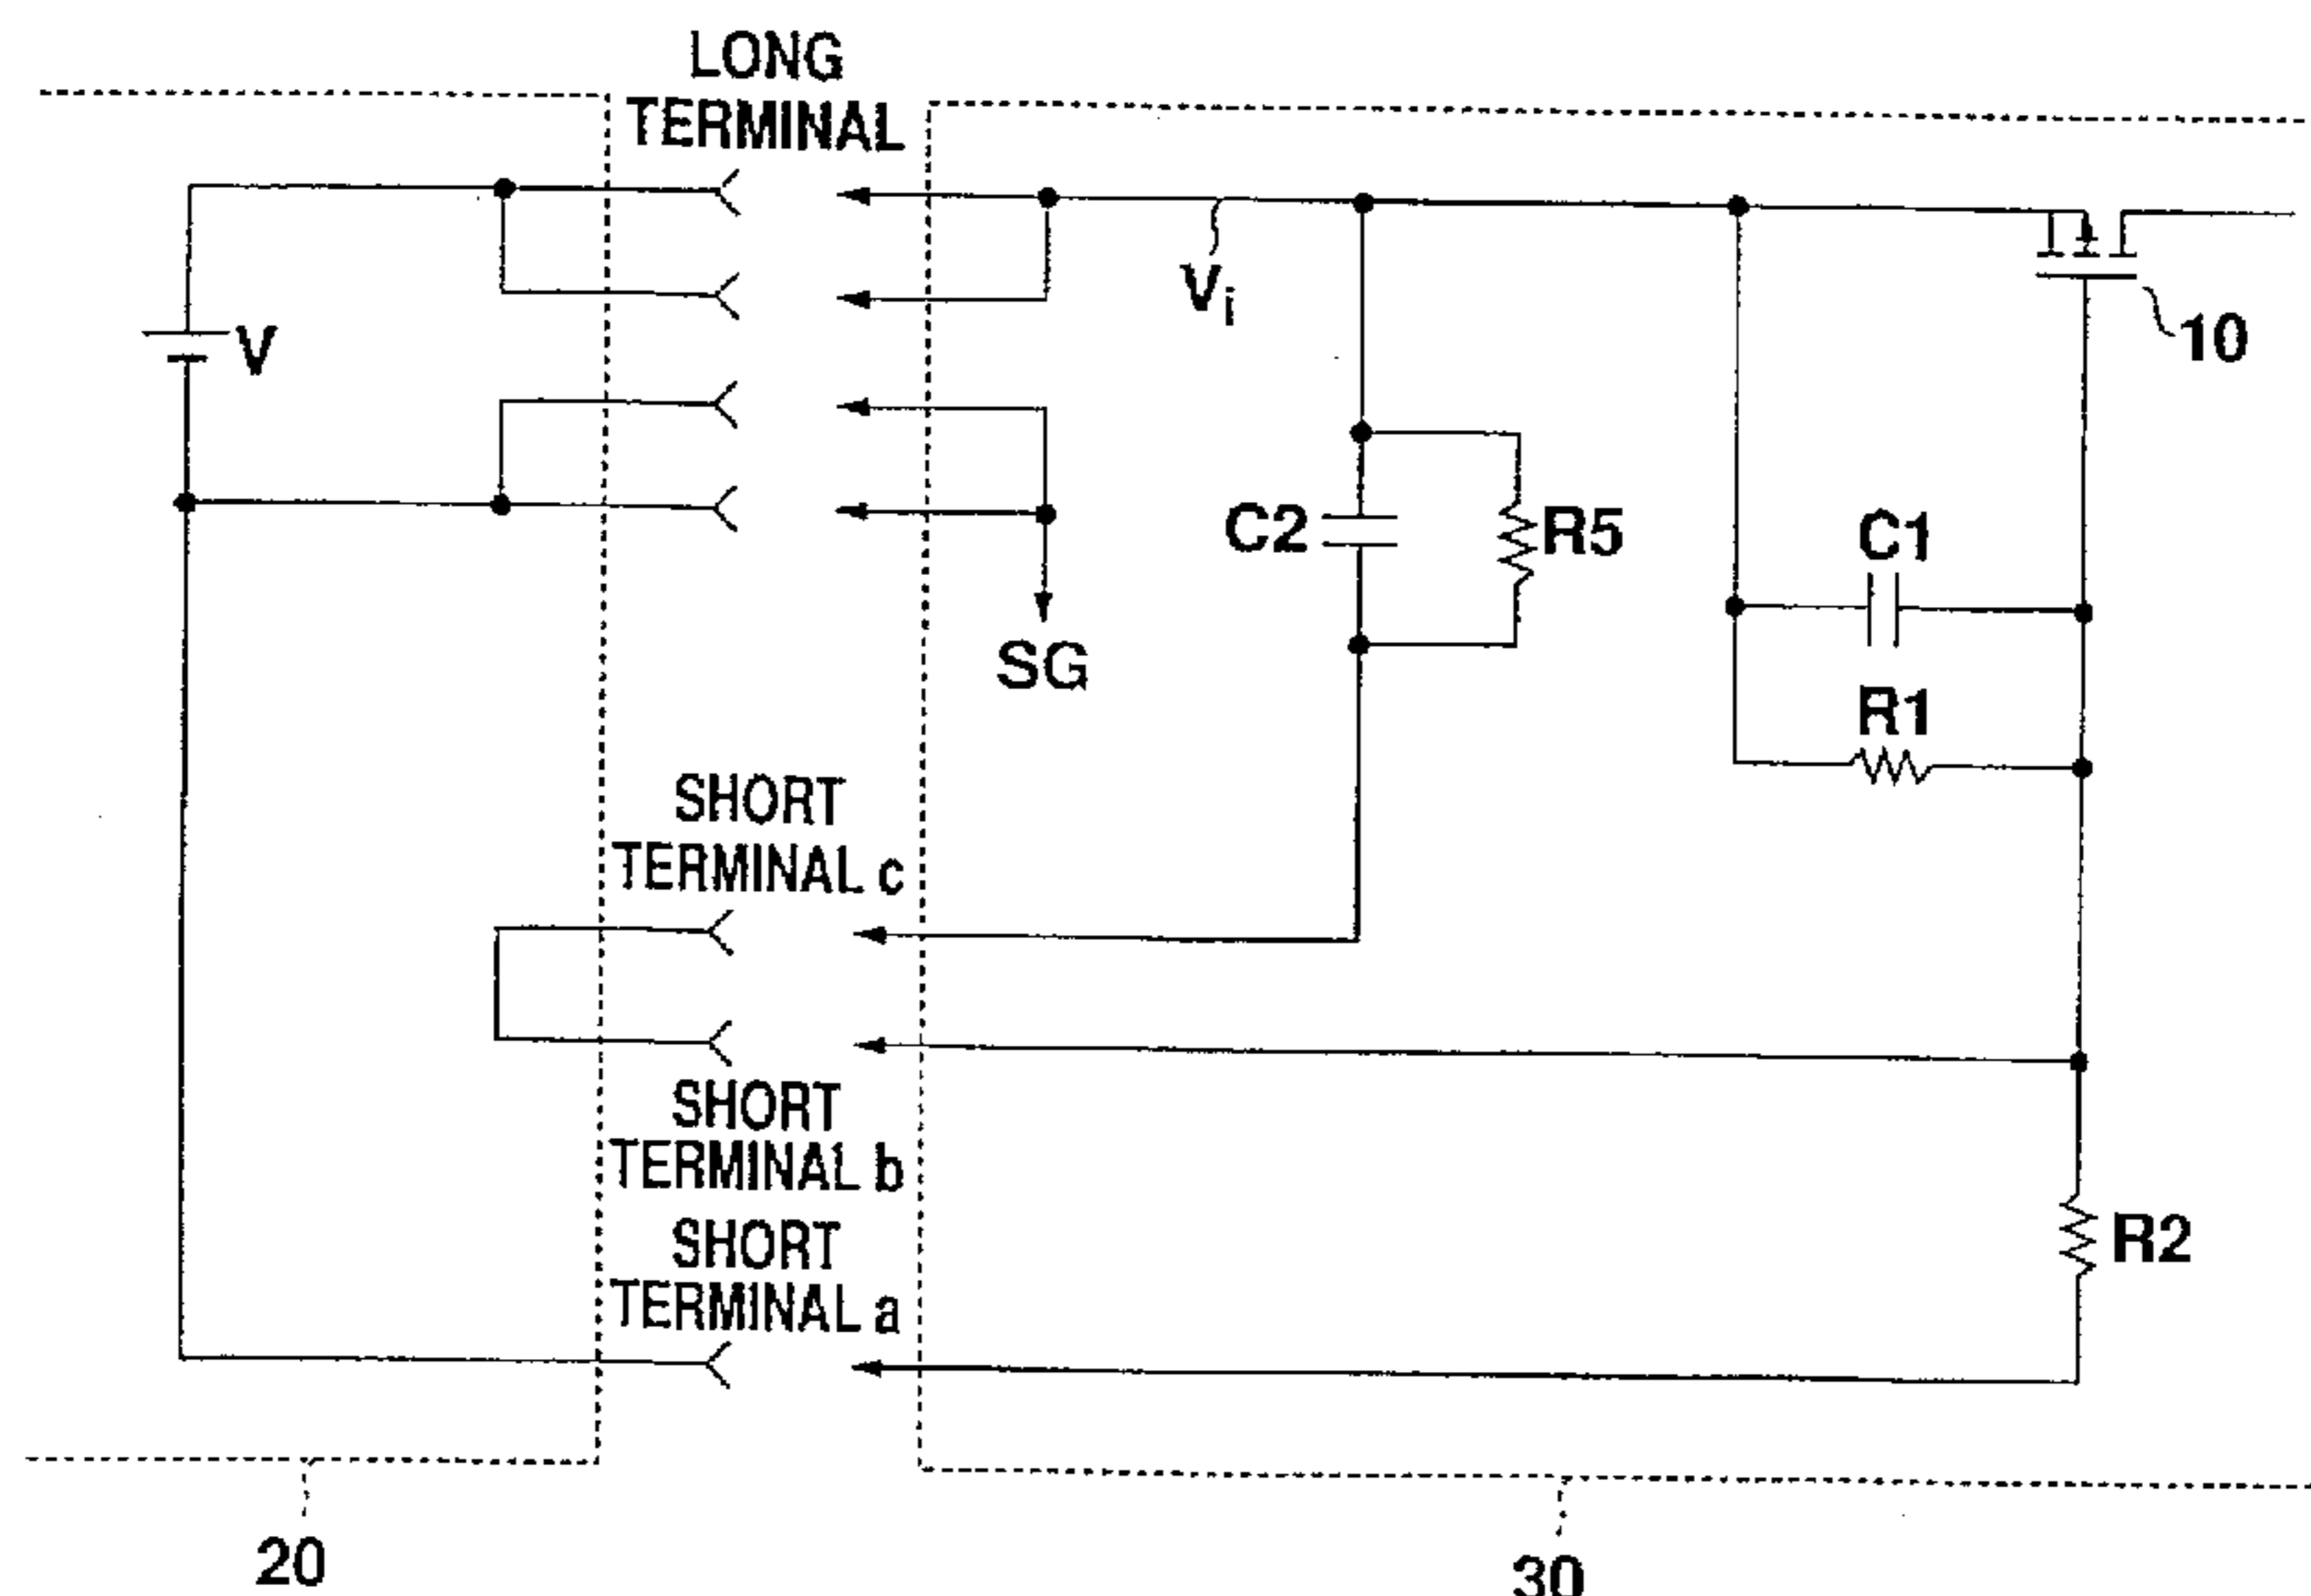 LONG
TERMINAL
V
Vi
10
C2
R5
C1
SG
R1
SHORT
TERMINAL c
SHORT
TERMINAL b
SHORT
TERMINAL a
R2
20
30